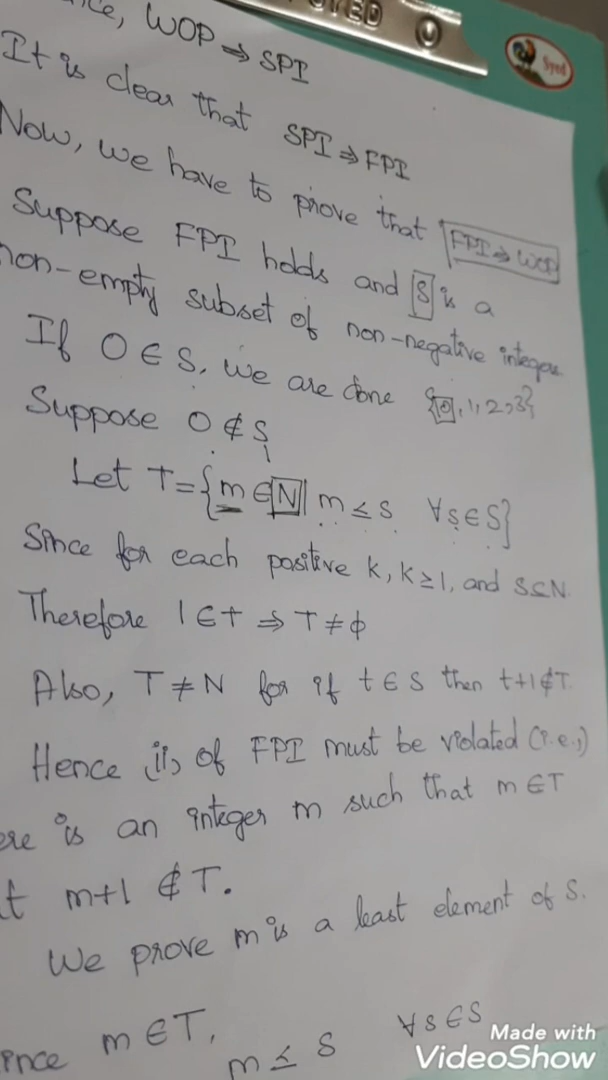 WOP ⇒ SPI
Syed
It is clear that SPI ⇒ FPI
Now, we have to prove that FPI ⇒ WOP
Suppose FPI holds and S is a
non-empty subset of non-negative integers
If 0 ∈ S, we are done {0,1,2,3}
Suppose 0 ∉ S
Let T = {m ∈ N | m ≤ s ∀ s ∈ S}
Since for each positive k, k ≥ 1, and S ⊆ N
Therefore 1 ∈ T ⇒ T ≠ ϕ
Also, T ≠ N for if t ∈ S then t+1 ∉ T
Hence (ii) of FPI must be violated (i.e.,)
is an integer m such that m ∈ T
m+1 ∉ T.
We prove m is a least element of S.
m ∈ T, m ≤ s ∀ s ∈ S
Made with
VideoShow